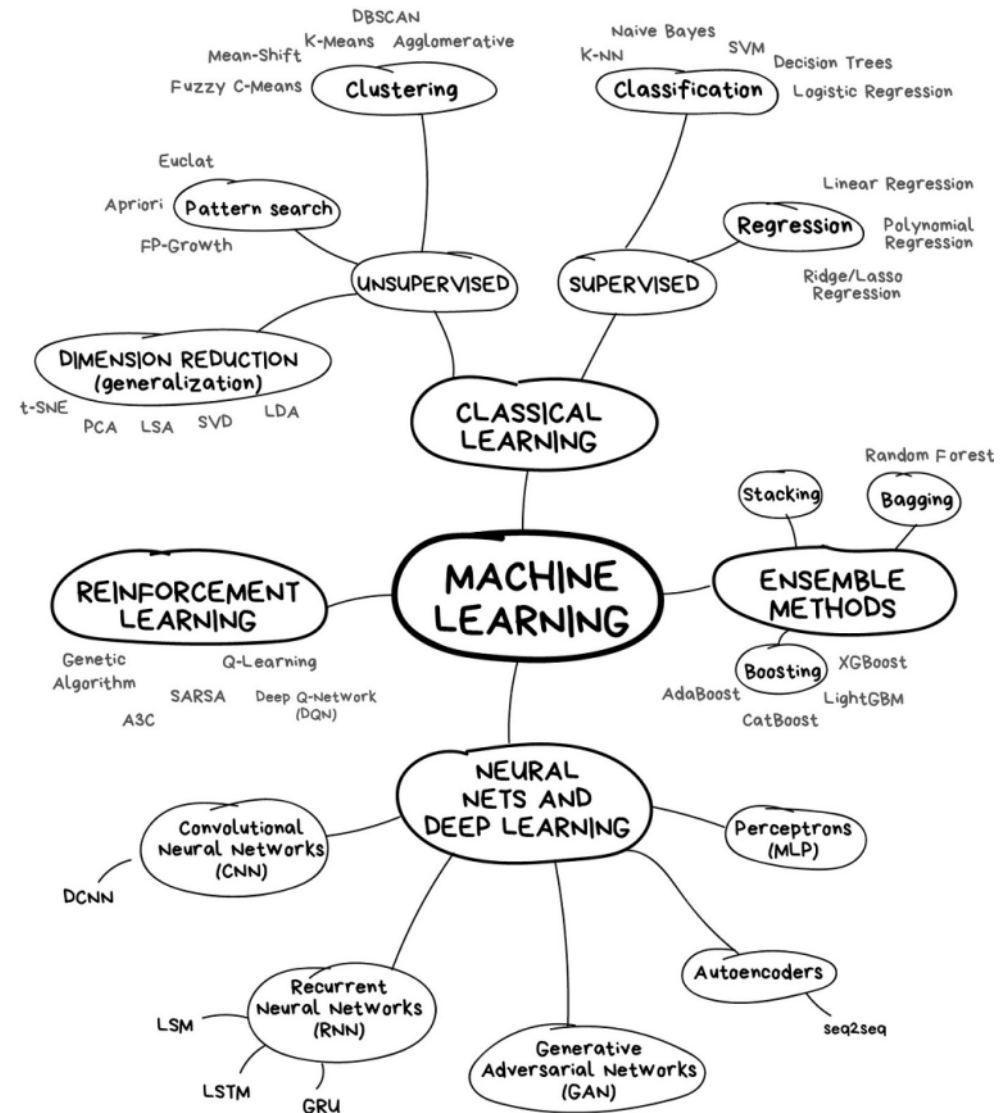 DBSCAN
K-Means
Agglomerative
Mean-Shift
Fuzzy C-Means
Clustering
Naive Bayes
SVM
K-NN
Decision Trees
Classification
Logistic Regression
Euclat
Apriori
Pattern search
FP-Growth
Linear Regression
Regression
Polynomial
Regression
Ridge/Lasso
Regression
UNSUPERVISED
SUPERVISED
DIMENSION REDUCTION
(generalization)
t-SNE
PCA
LSA
SVD
LDA
CLASSICAL
LEARNING
Random Forest
Stacking
Bagging
MACHINE
LEARNING
REINFORCEMENT
LEARNING
ENSEMBLE
METHODS
Genetic
Algorithm
Q-Learning
SARSA
Deep Q-Network
(DQN)
A3C
Boosting
XGBoost
AdaBoost
LightGBM
CatBoost
NEURAL
NETS AND
DEEP LEARNING
Convolutional
Neural Networks
(CNN)
DCNN
Perceptrons
(MLP)
Recurrent
Neural Networks
(RNN)
LSM
LSTM
GRU
Autoencoders
seq2seq
Generative
Adversarial Networks
(GAN)